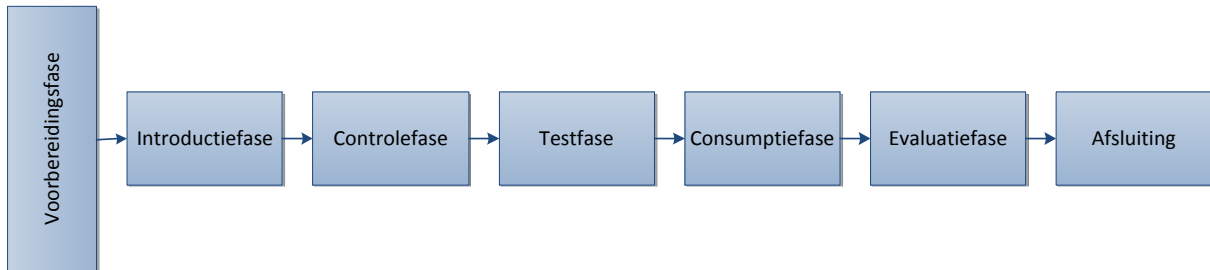 Voorbereidingsfase
Introductiefase
Controlefase
Testfase
Consumptiefase
Evaluatiefase
Afsluiting